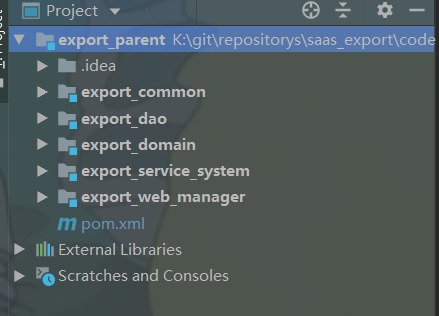 Project
export_parent K:\git\repositorys\saas_export\code
.idea
export_common
export_dao
export_domain
export_service_system
export_web_manager
pom.xml
External Libraries
Scratches and Consoles